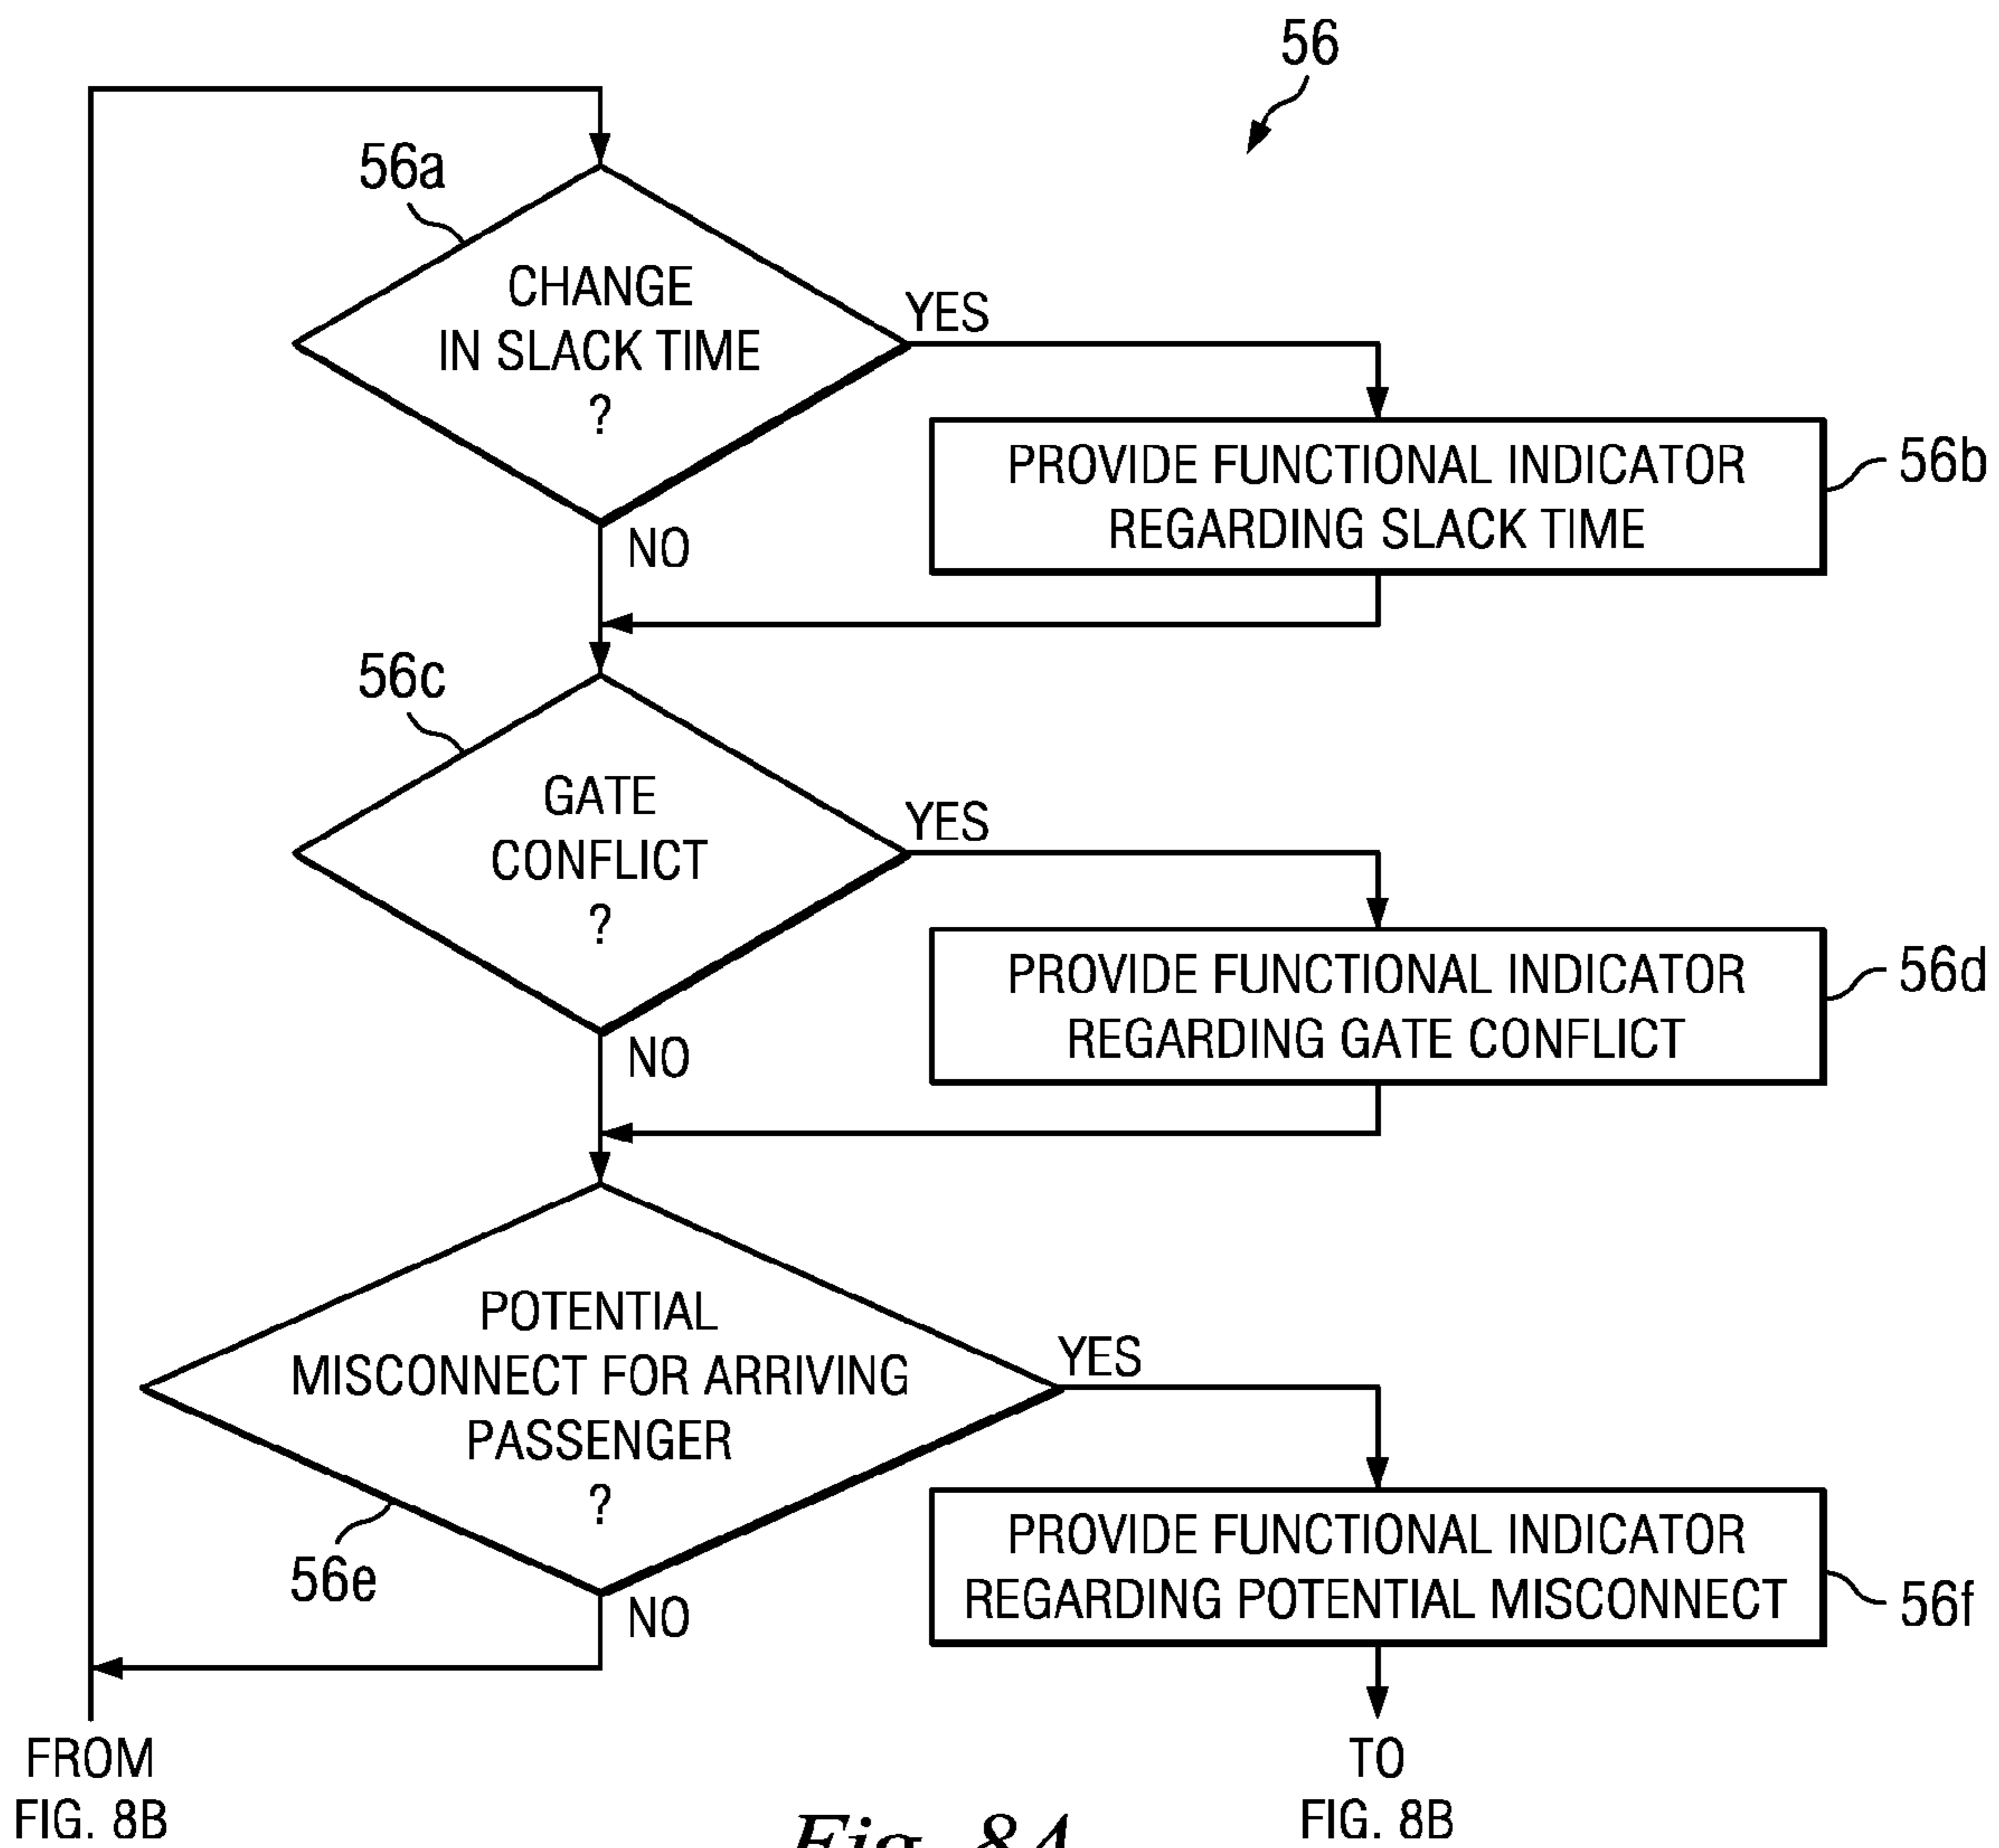 56
56a
CHANGE
IN SLACK TIME
?
YES
PROVIDE FUNCTIONAL INDICATOR
REGARDING SLACK TIME
56b
NO
56c
GATE
CONFLICT
?
YES
PROVIDE FUNCTIONAL INDICATOR
REGARDING GATE CONFLICT
56d
NO
POTENTIAL
MISCONNECT FOR ARRIVING
PASSENGER
?
YES
56e
PROVIDE FUNCTIONAL INDICATOR
REGARDING POTENTIAL MISCONNECT
56f
NO
FROM
FIG. 8B
TO
FIG. 8B
Fig. 8A